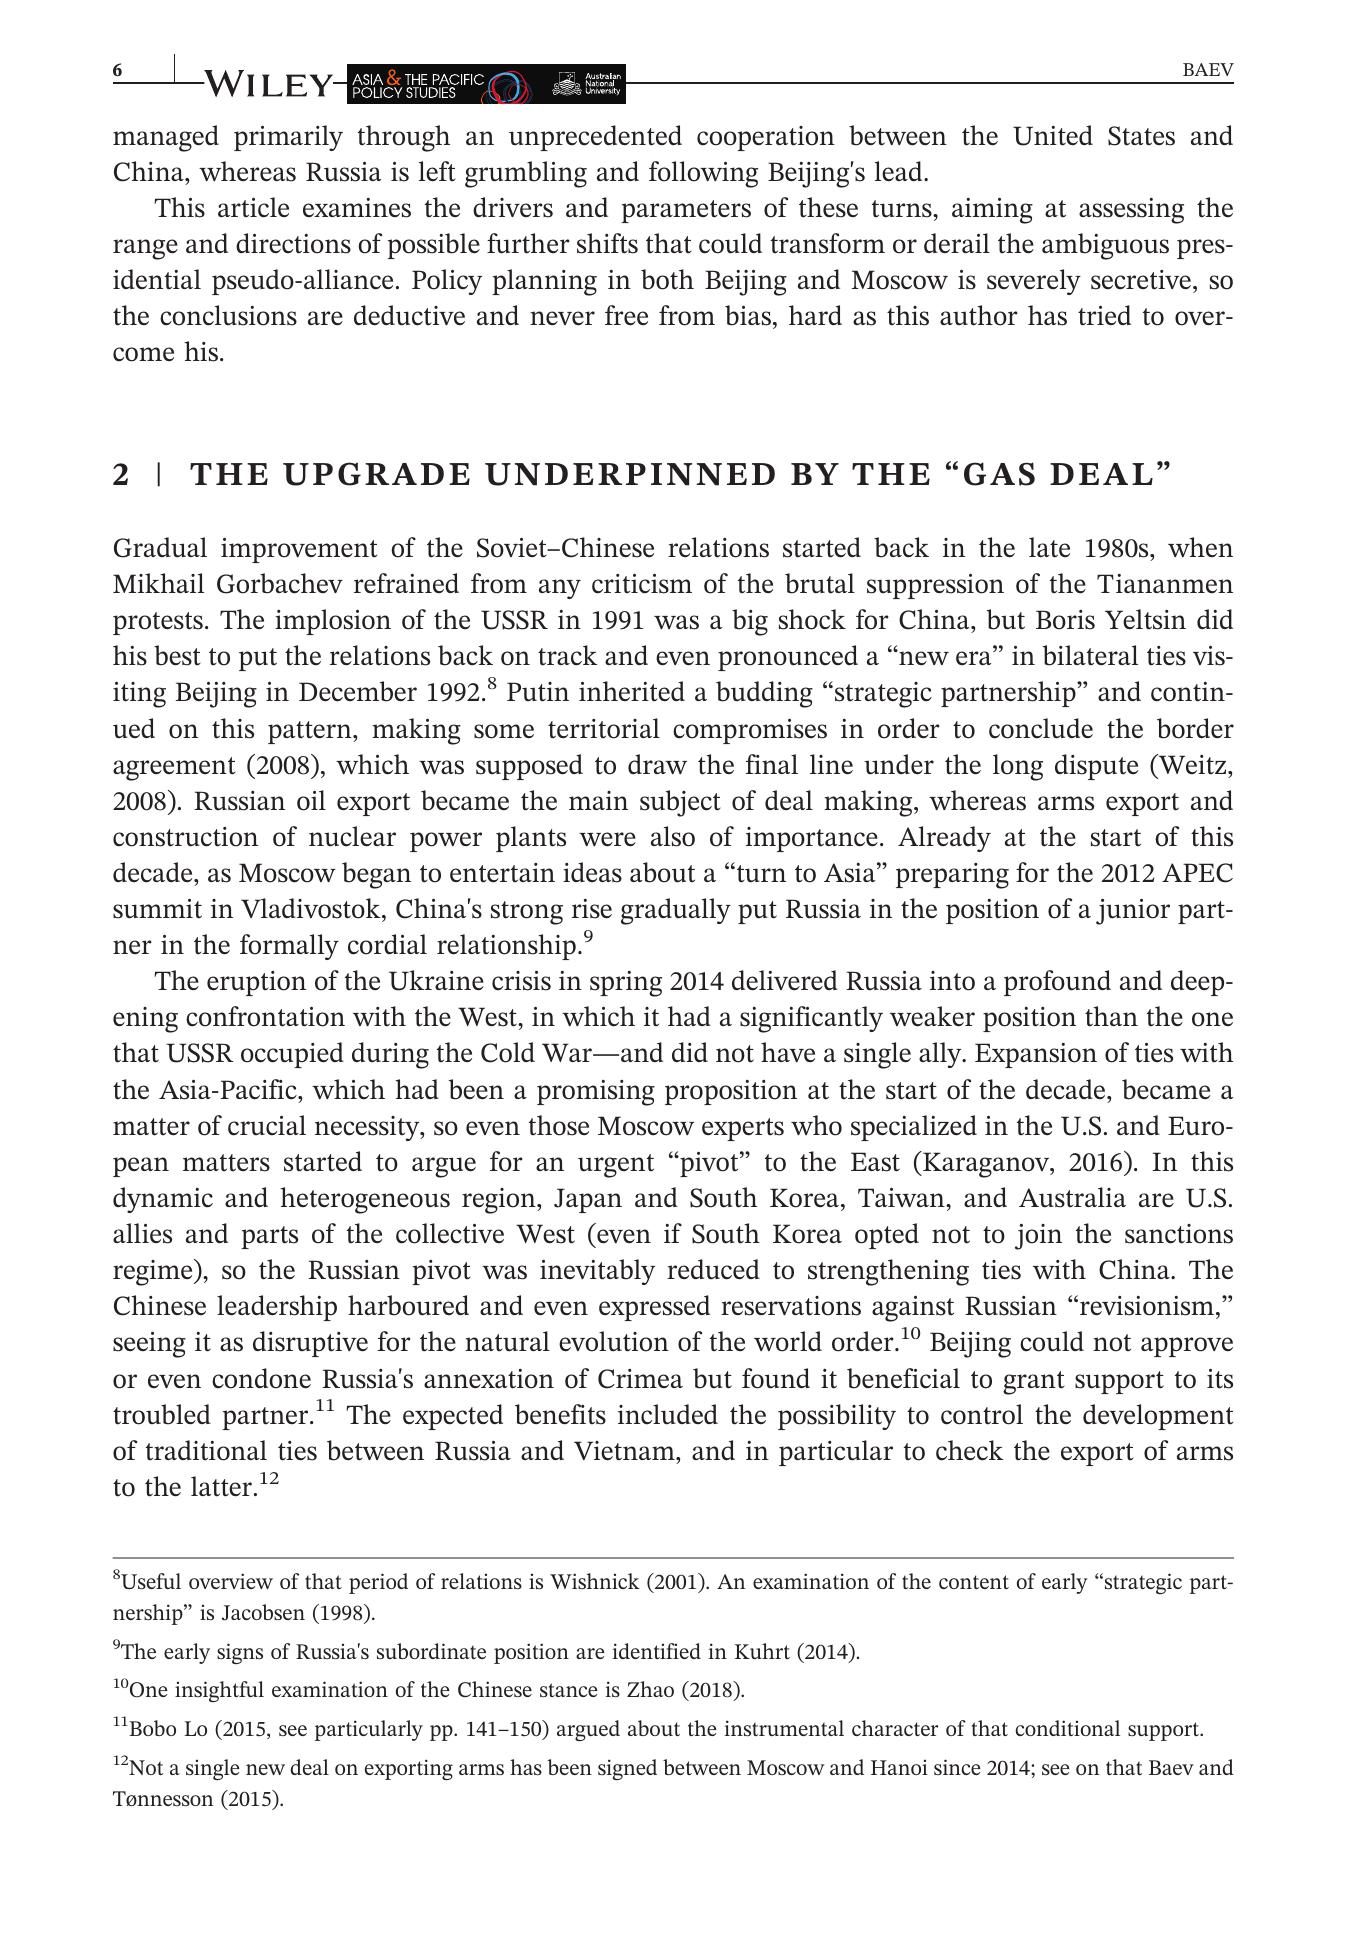 6
WILEY
ASIA & THE PACIFIC
POLICY STUDIES
Australian
National
University
BAEV
managed primarily through an unprecedented cooperation between the United States and
China, whereas Russia is left grumbling and following Beijing's lead.
This article examines the drivers and parameters of these turns, aiming at assessing the
range and directions of possible further shifts that could transform or derail the ambiguous pres-
idential pseudo-alliance. Policy planning in both Beijing and Moscow is severely secretive, so
the conclusions are deductive and never free from bias, hard as this author has tried to over-
come his.
2 | THE UPGRADE UNDERPINNED BY THE “GAS DEAL”
Gradual improvement of the Soviet–Chinese relations started back in the late 1980s, when
Mikhail Gorbachev refrained from any criticism of the brutal suppression of the Tiananmen
protests. The implosion of the USSR in 1991 was a big shock for China, but Boris Yeltsin did
his best to put the relations back on track and even pronounced a “new era” in bilateral ties vis-
iting Beijing in December 1992.⁸ Putin inherited a budding “strategic partnership” and contin-
ued on this pattern, making some territorial compromises in order to conclude the border
agreement (2008), which was supposed to draw the final line under the long dispute (Weitz,
2008). Russian oil export became the main subject of deal making, whereas arms export and
construction of nuclear power plants were also of importance. Already at the start of this
decade, as Moscow began to entertain ideas about a “turn to Asia” preparing for the 2012 APEC
summit in Vladivostok, China's strong rise gradually put Russia in the position of a junior part-
ner in the formally cordial relationship.⁹
The eruption of the Ukraine crisis in spring 2014 delivered Russia into a profound and deep-
ening confrontation with the West, in which it had a significantly weaker position than the one
that USSR occupied during the Cold War—and did not have a single ally. Expansion of ties with
the Asia-Pacific, which had been a promising proposition at the start of the decade, became a
matter of crucial necessity, so even those Moscow experts who specialized in the U.S. and Euro-
pean matters started to argue for an urgent “pivot” to the East (Karaganov, 2016). In this
dynamic and heterogeneous region, Japan and South Korea, Taiwan, and Australia are U.S.
allies and parts of the collective West (even if South Korea opted not to join the sanctions
regime), so the Russian pivot was inevitably reduced to strengthening ties with China. The
Chinese leadership harboured and even expressed reservations against Russian “revisionism,”
seeing it as disruptive for the natural evolution of the world order.¹⁰ Beijing could not approve
or even condone Russia's annexation of Crimea but found it beneficial to grant support to its
troubled partner.¹¹ The expected benefits included the possibility to control the development
of traditional ties between Russia and Vietnam, and in particular to check the export of arms
to the latter.¹²
⁸Useful overview of that period of relations is Wishnick (2001). An examination of the content of early “strategic part-
nership” is Jacobsen (1998).
⁹The early signs of Russia's subordinate position are identified in Kuhrt (2014).
¹⁰One insightful examination of the Chinese stance is Zhao (2018).
¹¹Bobo Lo (2015, see particularly pp. 141–150) argued about the instrumental character of that conditional support.
¹²Not a single new deal on exporting arms has been signed between Moscow and Hanoi since 2014; see on that Baev and
Tønnesson (2015).